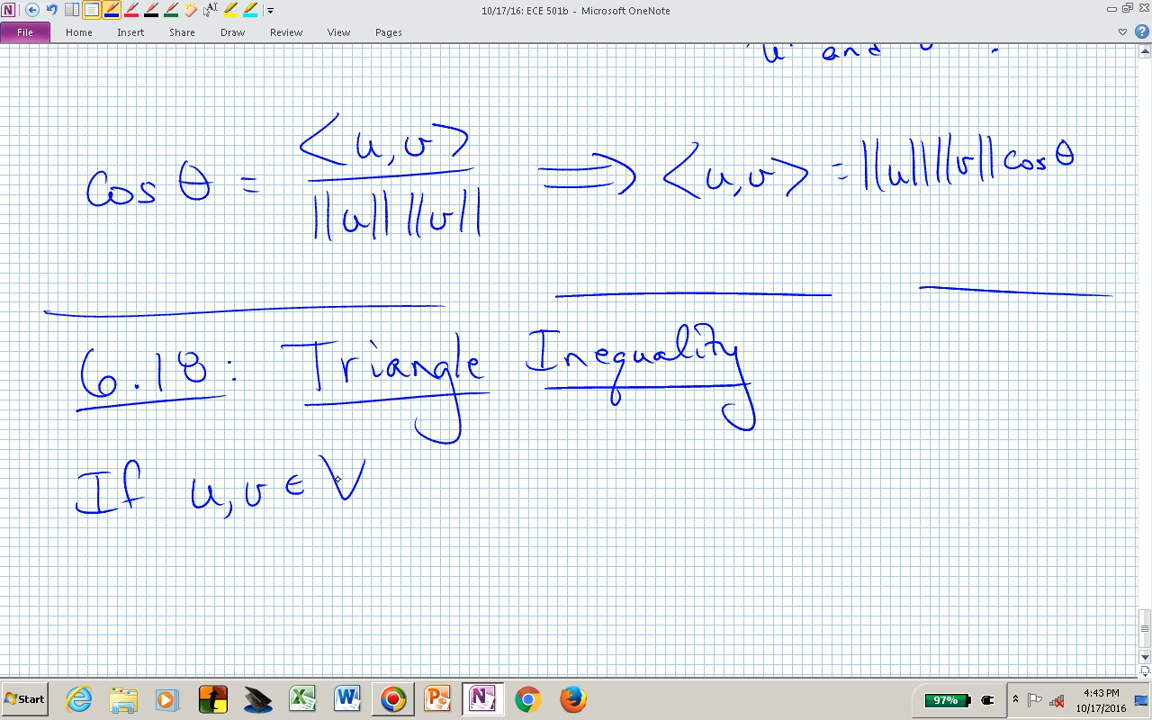 10/17/16: ECE 501b - Microsoft OneNote
File Home Insert Draw Review View Pages
u and
cos θ = <u,v> / ||u|| ||v|| ⟹ <u,v> = ||u|| ||v|| cos θ
6.18: Triangle Inequality
If u, v ∈ V
Start
97%
4:43 PM
10/17/2016